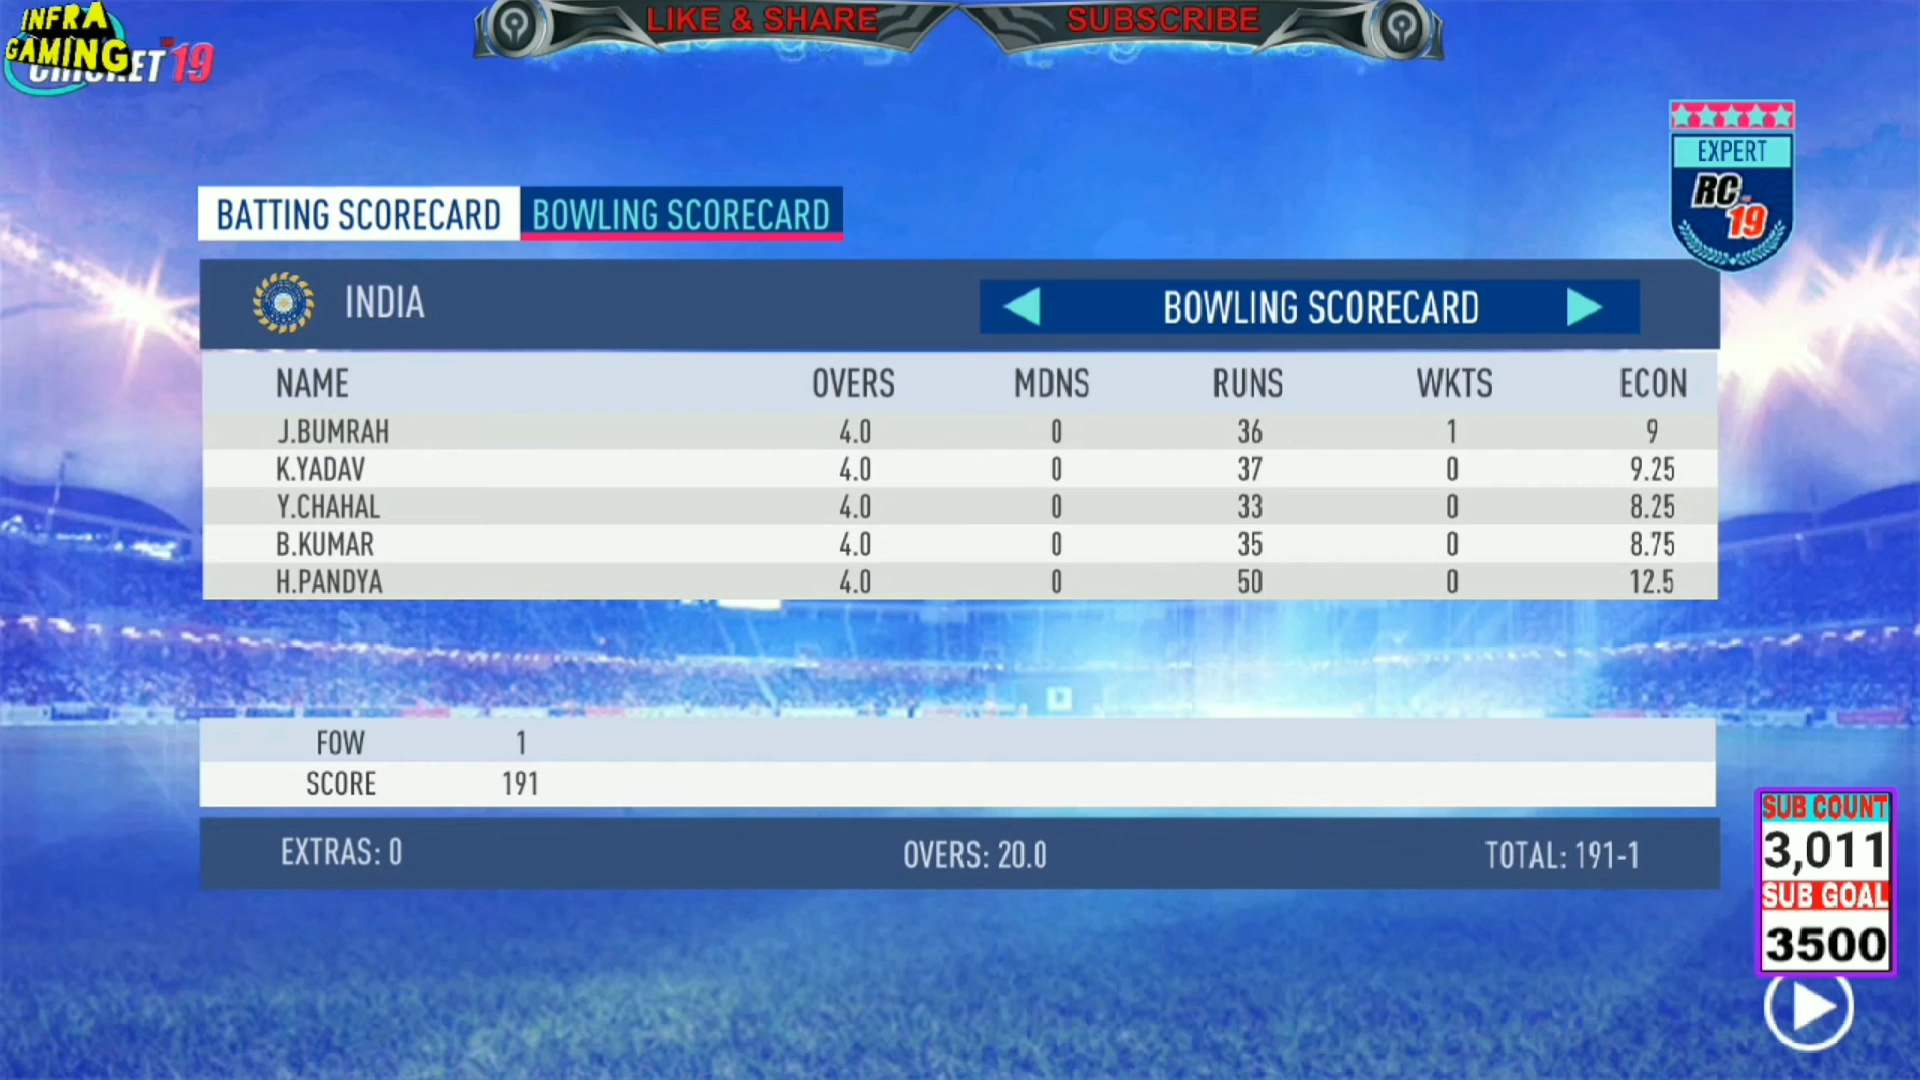 INFRA
GAMING
CRICKET 19
LIKE & SHARE
SUBSCRIBE
EXPERT
RC
19
BATTING SCORECARD
BOWLING SCORECARD
INDIA
BOWLING SCORECARD
NAME OVERS MDNS RUNS WKTS ECON
J.BUMRAH 4.0 0 36 1 9
K.YADAV 4.0 0 37 0 9.25
Y.CHAHAL 4.0 0 33 0 8.25
B.KUMAR 4.0 0 35 0 8.75
H.PANDYA 4.0 0 50 0 12.5
FOW 1
SCORE 191
EXTRAS: 0 OVERS: 20.0 TOTAL: 191-1
SUB COUNT
3,011
SUB GOAL
3500